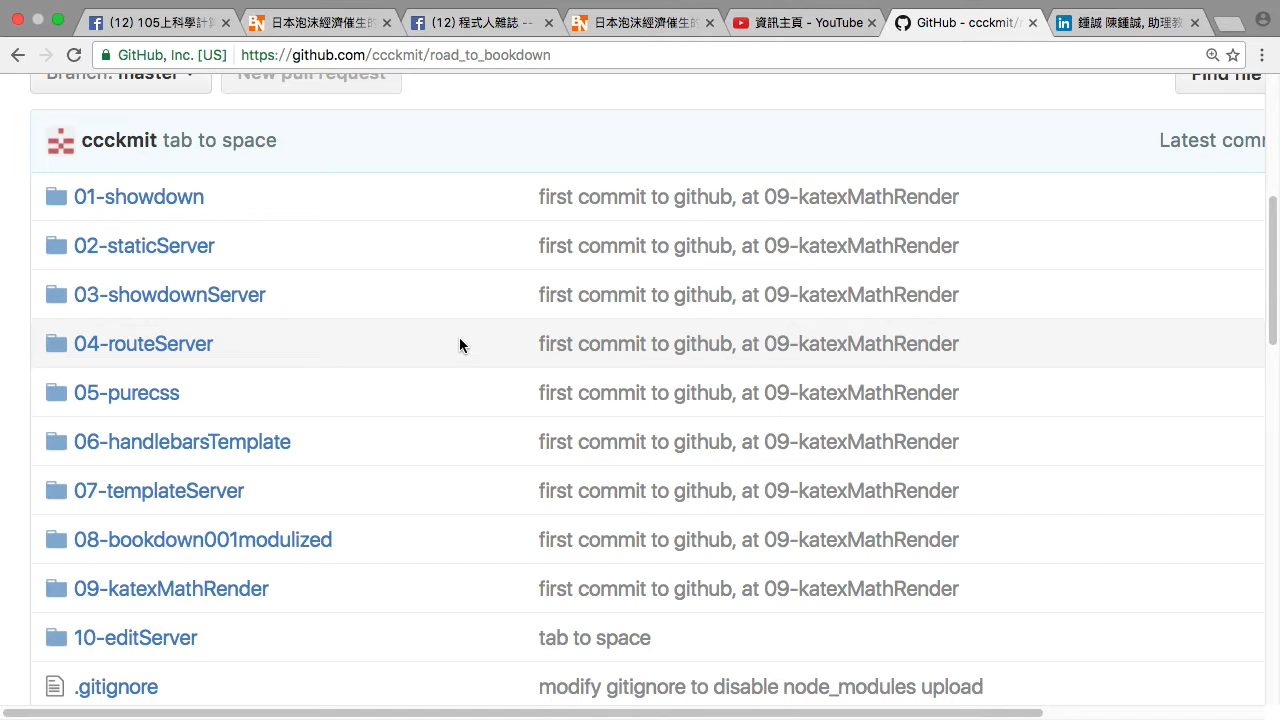 (12) 105上科學計算
日本泡沫經濟催生的
(12) 程式人雜誌 --
日本泡沫經濟催生的
資訊主頁 - YouTube
GitHub - ccckmit/r
鍾誠 陳鍾誠, 助理教
GitHub, Inc. [US] https://github.com/ccckmit/road_to_bookdown
Branch: master New pull request Find file
ccckmit tab to space Latest comm
01-showdown first commit to github, at 09-katexMathRender
02-staticServer first commit to github, at 09-katexMathRender
03-showdownServer first commit to github, at 09-katexMathRender
04-routeServer first commit to github, at 09-katexMathRender
05-purecss first commit to github, at 09-katexMathRender
06-handlebarsTemplate first commit to github, at 09-katexMathRender
07-templateServer first commit to github, at 09-katexMathRender
08-bookdown001modulized first commit to github, at 09-katexMathRender
09-katexMathRender first commit to github, at 09-katexMathRender
10-editServer tab to space
.gitignore modify gitignore to disable node_modules upload